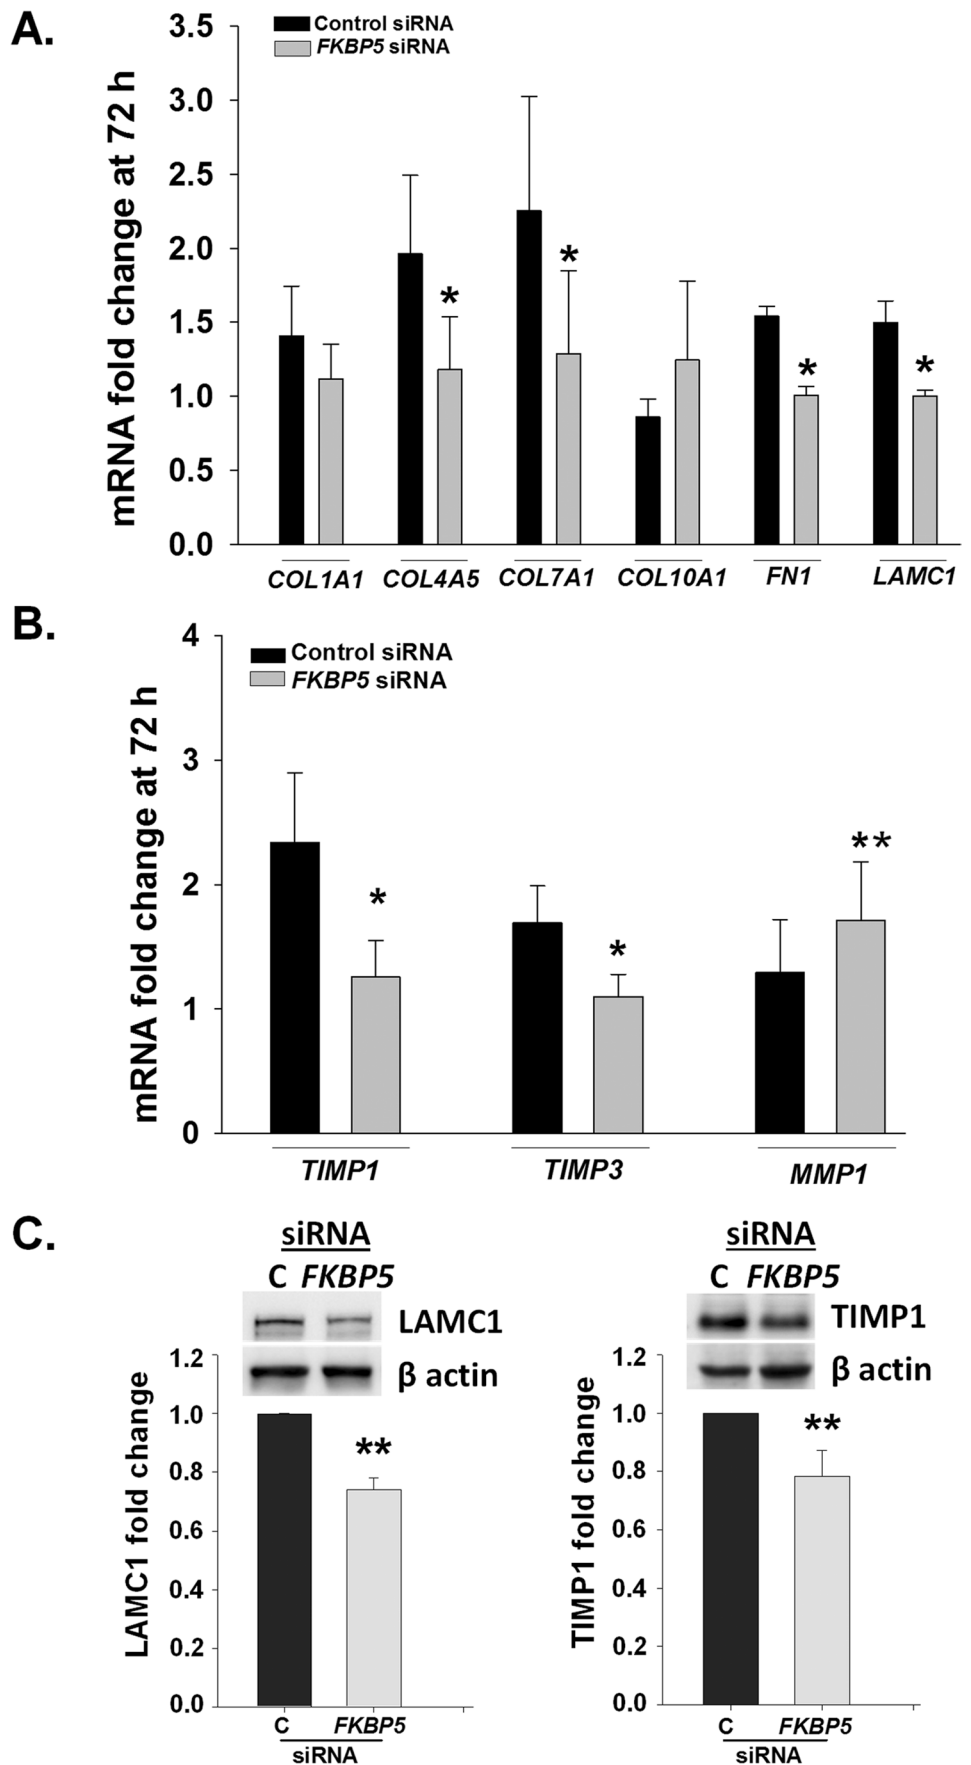 A.
Control siRNA
FKBP5 siRNA
mRNA fold change at 72 h
3.5
3.0
2.5
2.0
1.5
1.0
0.5
0.0
*
*
*
*
COL1A1 COL4A5 COL7A1 COL10A1 FN1 LAMC1
B.
Control siRNA
FKBP5 siRNA
mRNA fold change at 72 h
4
3
2
1
0
*
*
**
TIMP1 TIMP3 MMP1
C.
siRNA
C FKBP5
LAMC1
β actin
LAMC1 fold change
1.2
1.0
0.8
0.6
0.4
0.2
0.0
**
C FKBP5
siRNA
siRNA
C FKBP5
TIMP1
β actin
TIMP1 fold change
1.2
1.0
0.8
0.6
0.4
0.2
0.0
**
C FKBP5
siRNA